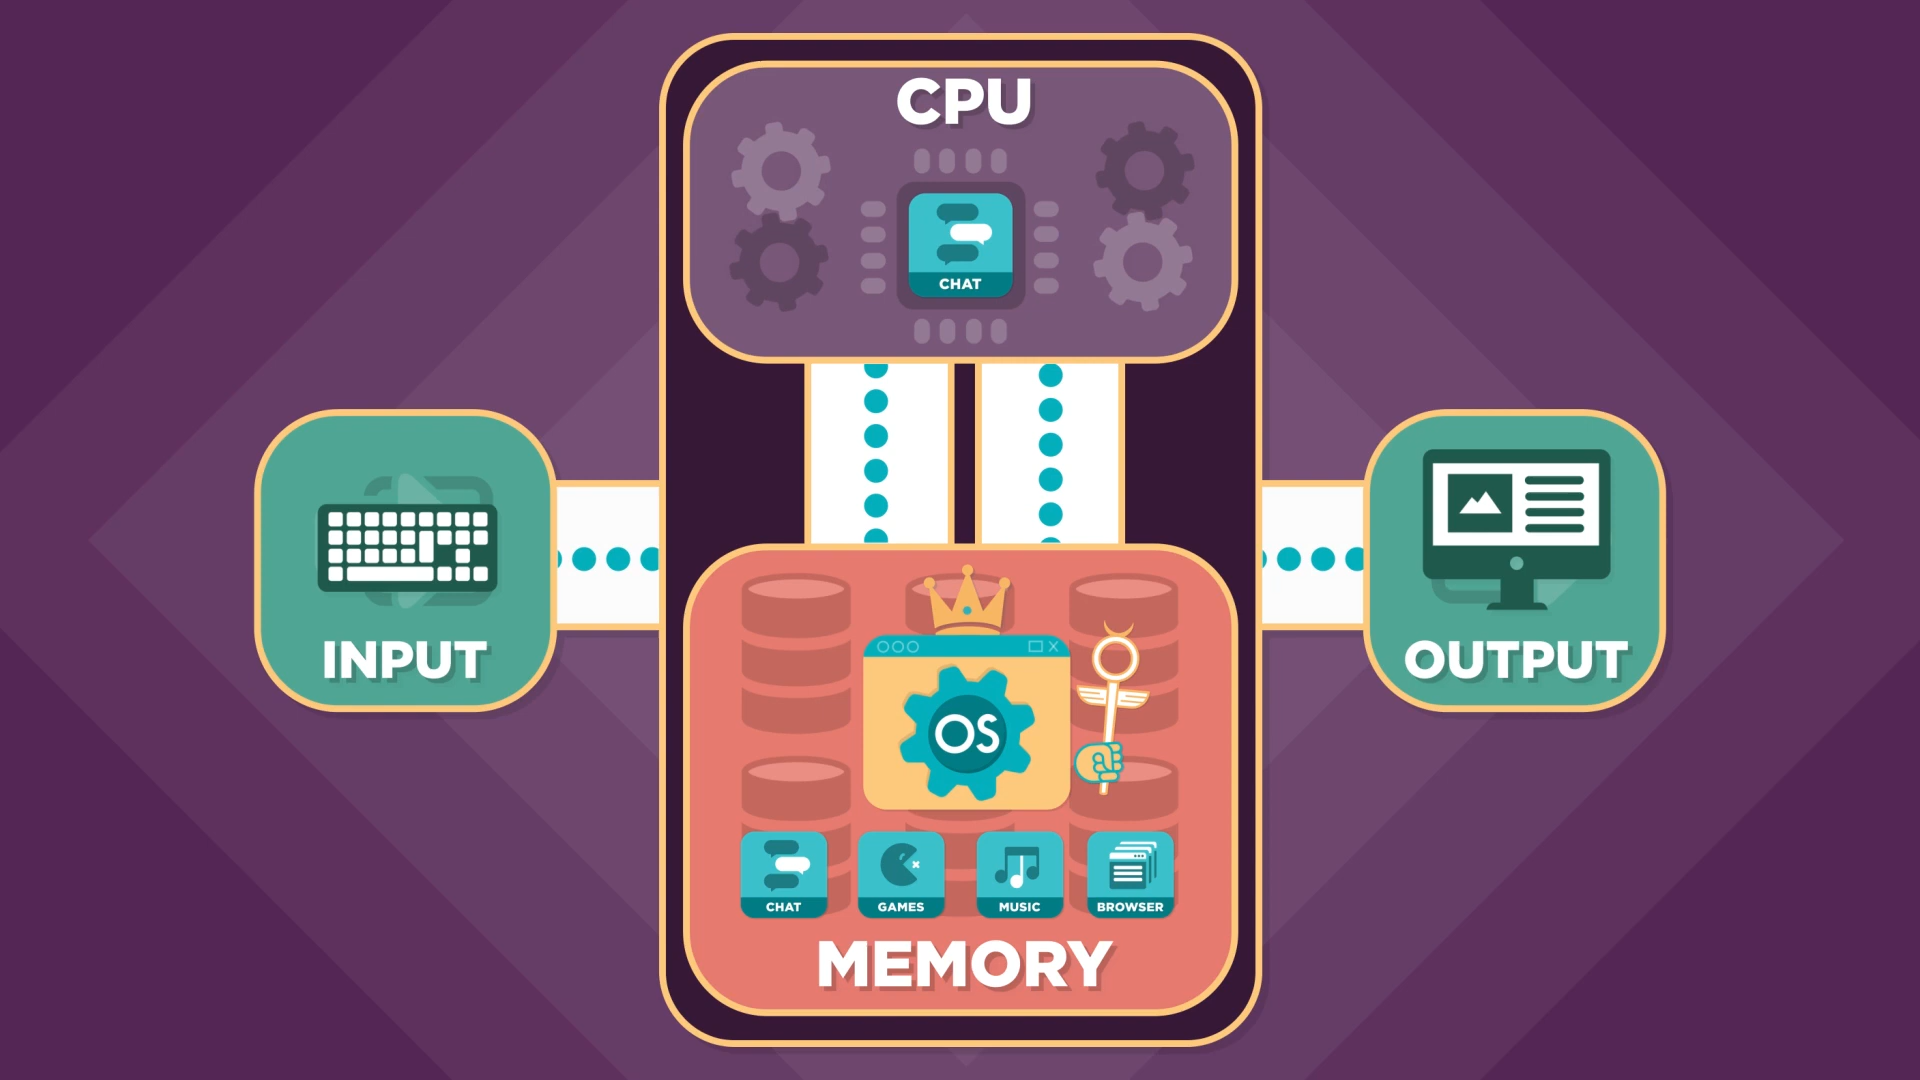 CPU
CHAT
INPUT
OUTPUT
OS
CHAT
GAMES
MUSIC
BROWSER
MEMORY